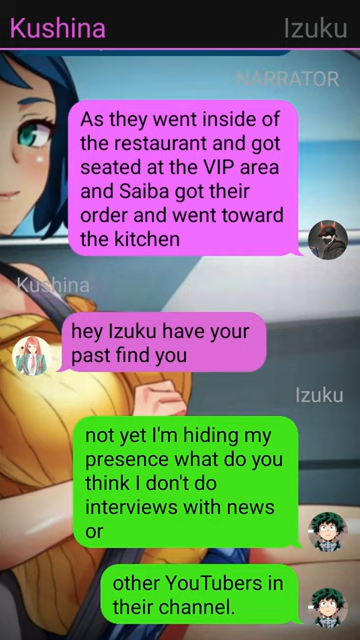 Kushina Izuku
NARRATOR
As they went inside of
the restaurant and got
seated at the VIP area
and Saiba got their
order and went toward
the kitchen
Kushina
hey Izuku have your
past find you
Izuku
not yet I'm hiding my
presence what do you
think I don't do
interviews with news
or
other YouTubers in
their channel.